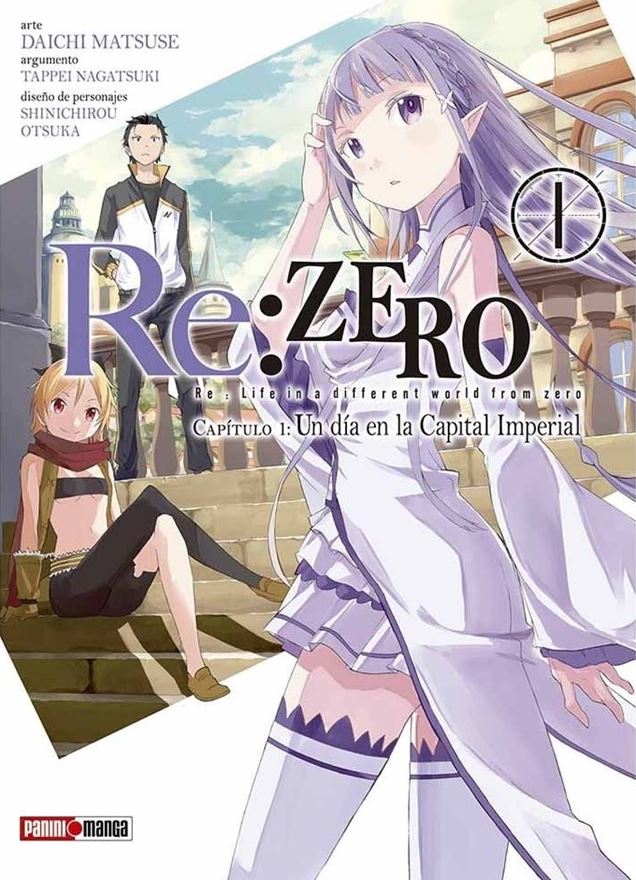 arte
DAICHI MATSUSE
argumento
TAPPEI NAGATSUKI
diseño de personajes
SHINICHIROU
OTSUKA
1
Re:ZERO
Re : Life in a different world from zero
CAPÍTULO 1: Un día en la Capital Imperial
PANINI manga